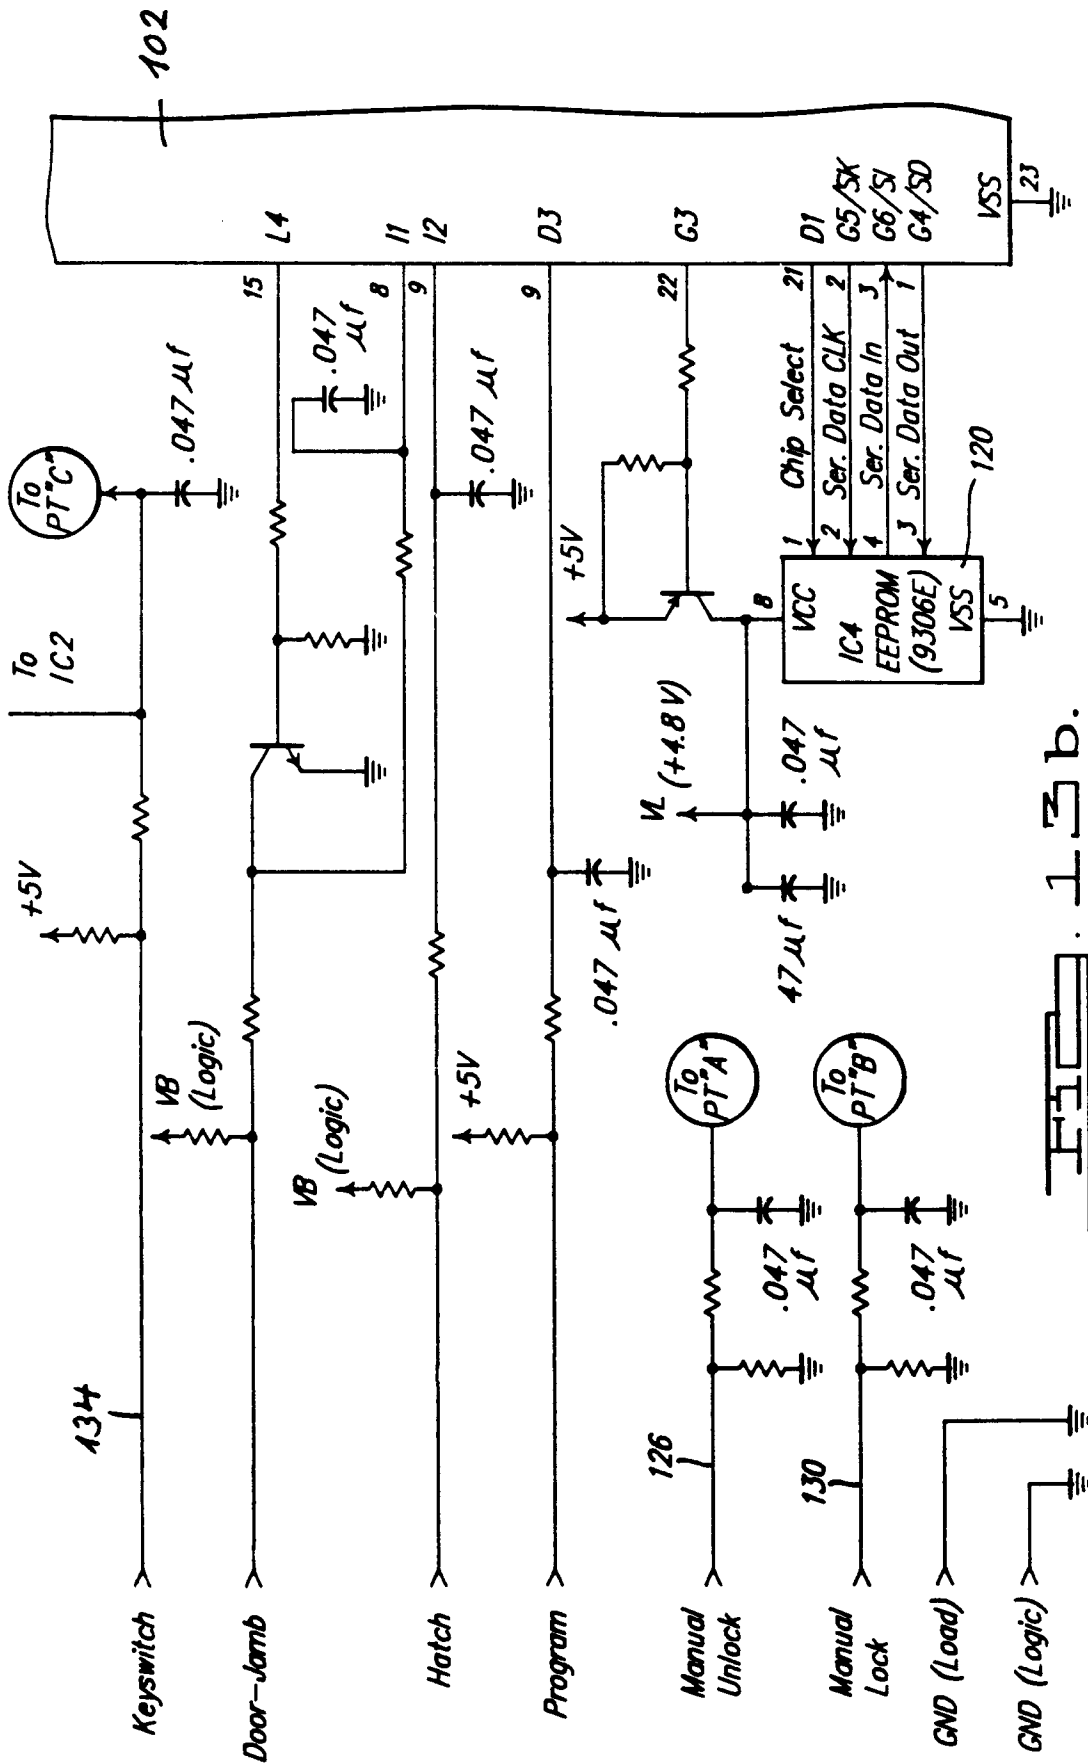 102
To
PT"C"
.047 µf
To
IC2
+5V
434
Keyswitch
L4
15
I1
8
I2
9
.047
µf
VB
(Logic)
Door-Jamb
.047 µf
VB (Logic)
Hatch
D3
9
+5V
.047 µf
Program
G3
22
+5V
VL (+4.8 V)
47 µf
.047
µf
D1
G5/SK
G6/SI
G4/SO
VSS
23
21
2
3
1
Chip Select
Ser. Data CLK
Ser. Data In
Ser. Data Out
1
2
4
3
8
VCC
IC4
EEPROM
(9306E)
VSS
5
120
To
PT"A"
.047
µf
126
Manual
Unlock
To
PT"B"
.047
µf
130
Manual
Lock
GND (Load)
GND (Logic)
FIG. 13b.